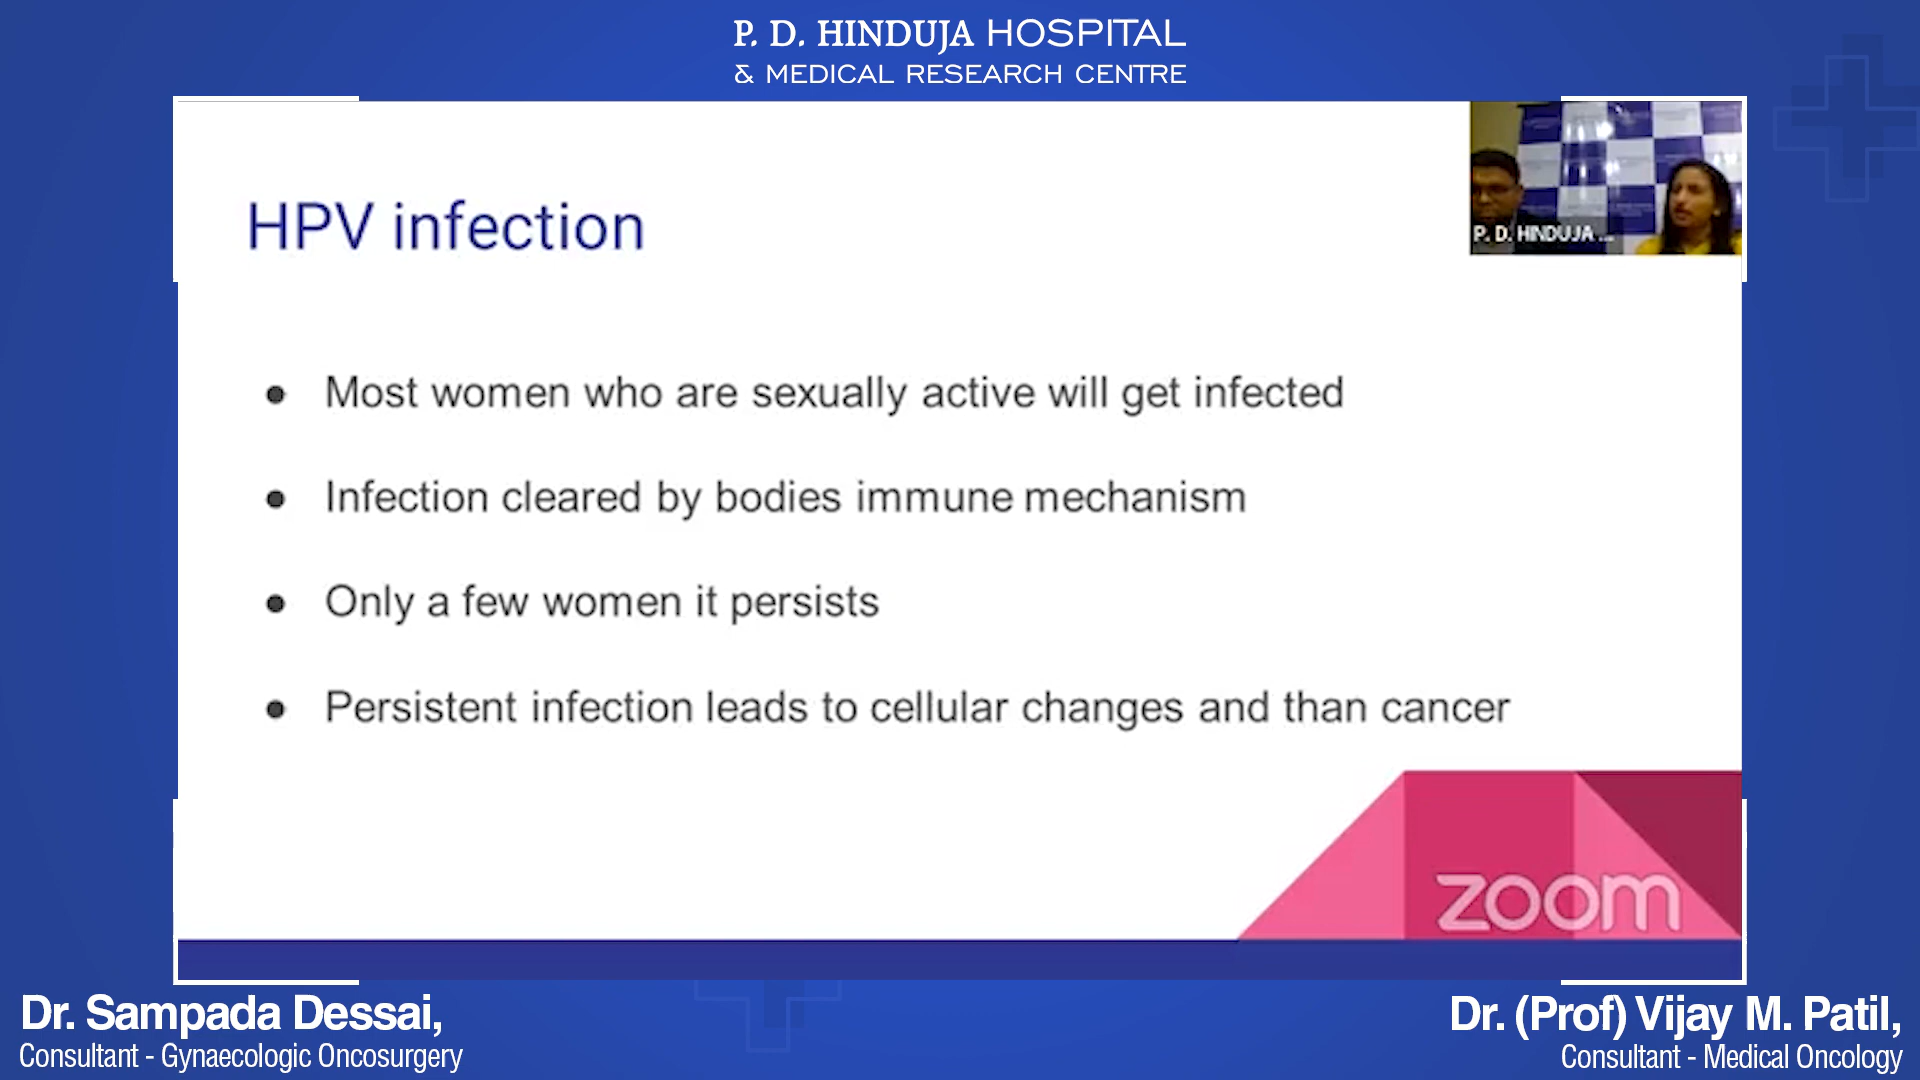 P. D. HINDUJA HOSPITAL
& MEDICAL RESEARCH CENTRE
P. D. HINDUJA ...
HPV infection
● Most women who are sexually active will get infected
● Infection cleared by bodies immune mechanism
● Only a few women it persists
● Persistent infection leads to cellular changes and than cancer
zoom
Dr. Sampada Dessai,
Consultant - Gynaecologic Oncosurgery
Dr. (Prof) Vijay M. Patil,
Consultant - Medical Oncology